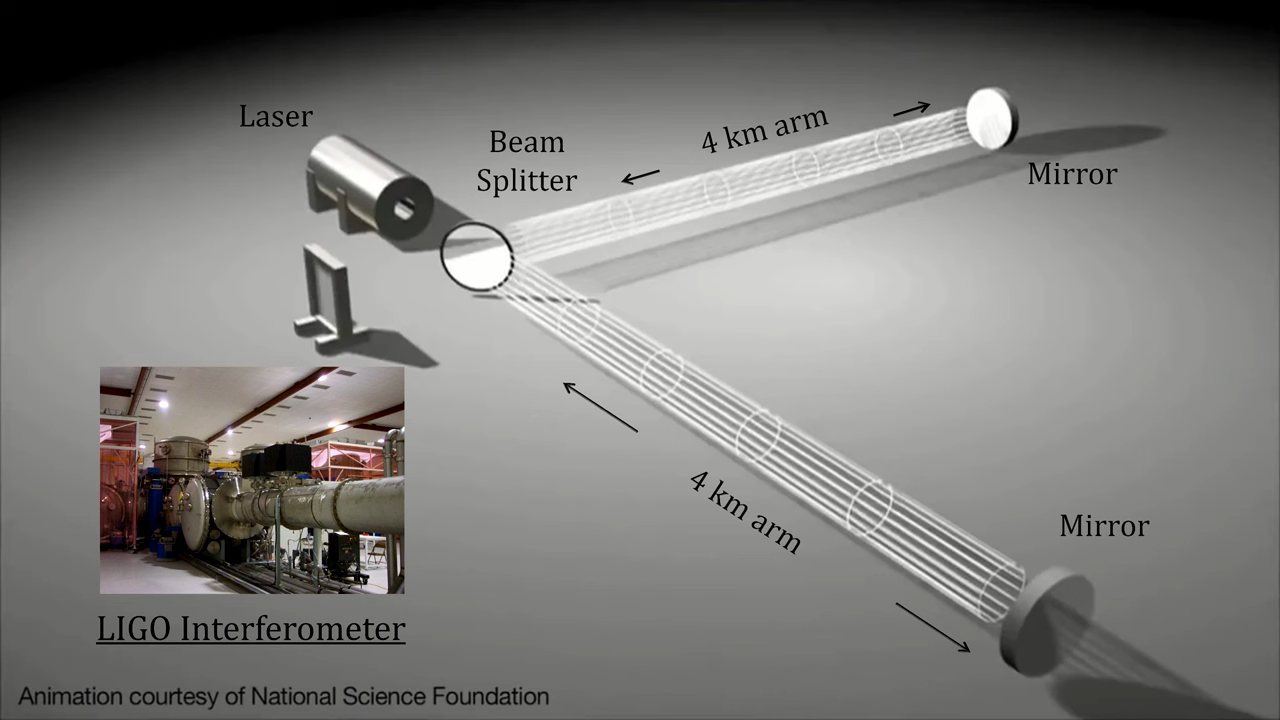 Laser
Beam
Splitter
4 km arm
Mirror
4 km arm
Mirror
LIGO Interferometer
Animation courtesy of National Science Foundation